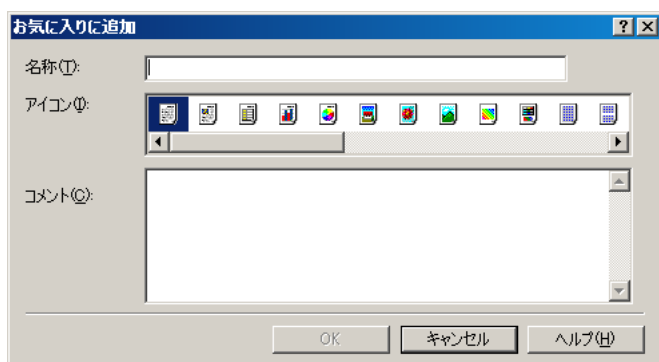 お気に入りに追加
名称(T):
アイコン(I):
コメント(C):
OK
キャンセル
ヘルプ(H)